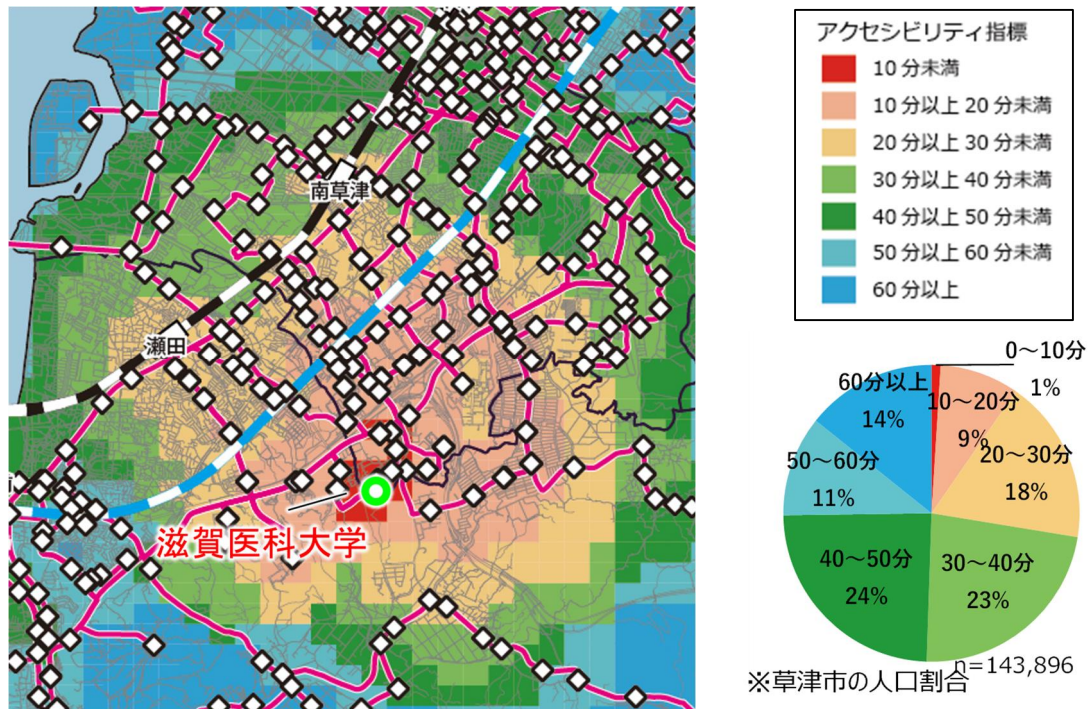 南草津
瀬田
滋賀医科大学
アクセシビリティ指標
10分未満
10分以上20分未満
20分以上30分未満
30分以上40分未満
40分以上50分未満
50分以上60分未満
60分以上
0～10分
1%
10～20分
9%
20～30分
18%
30～40分
23%
40～50分
24%
50～60分
11%
60分以上
14%
n=143,896
※草津市の人口割合